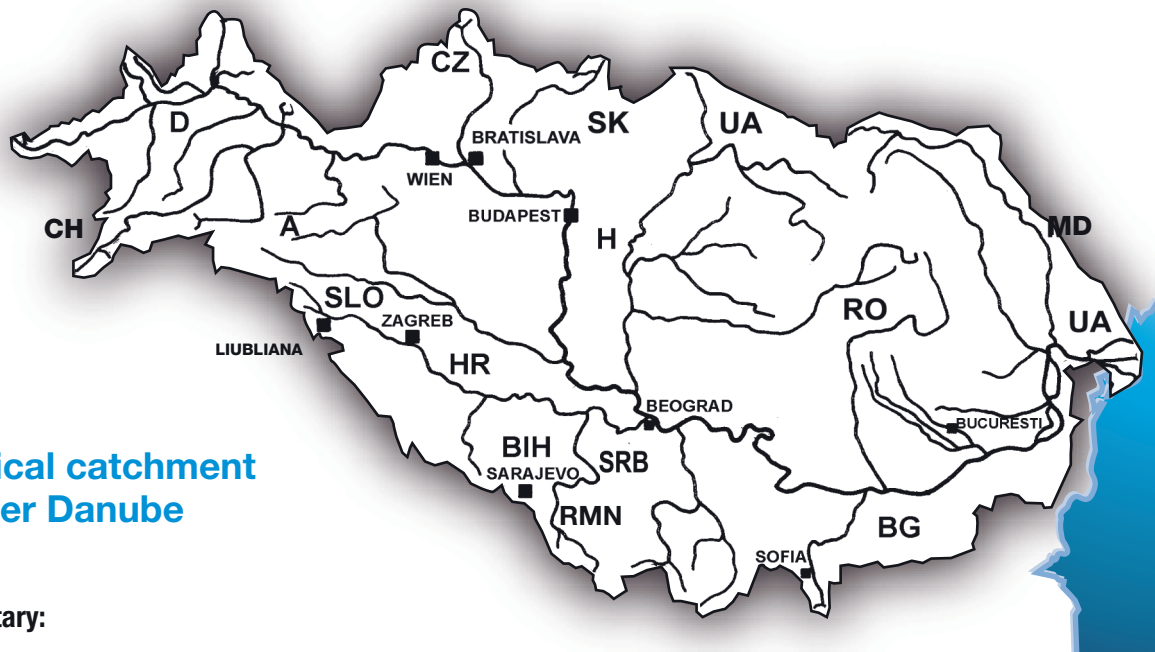 CZ
D
SK
UA
BRATISLAVA
WIEN
CH
A
BUDAPEST
H
MD
SLO
RO
ZAGREB
UA
LIUBLIANA
HR
BEOGRAD
BUCURESTI
BIH
SARAJEVO
SRB
ical catchment
er Danube
RMN
BG
SOFIA
tary: